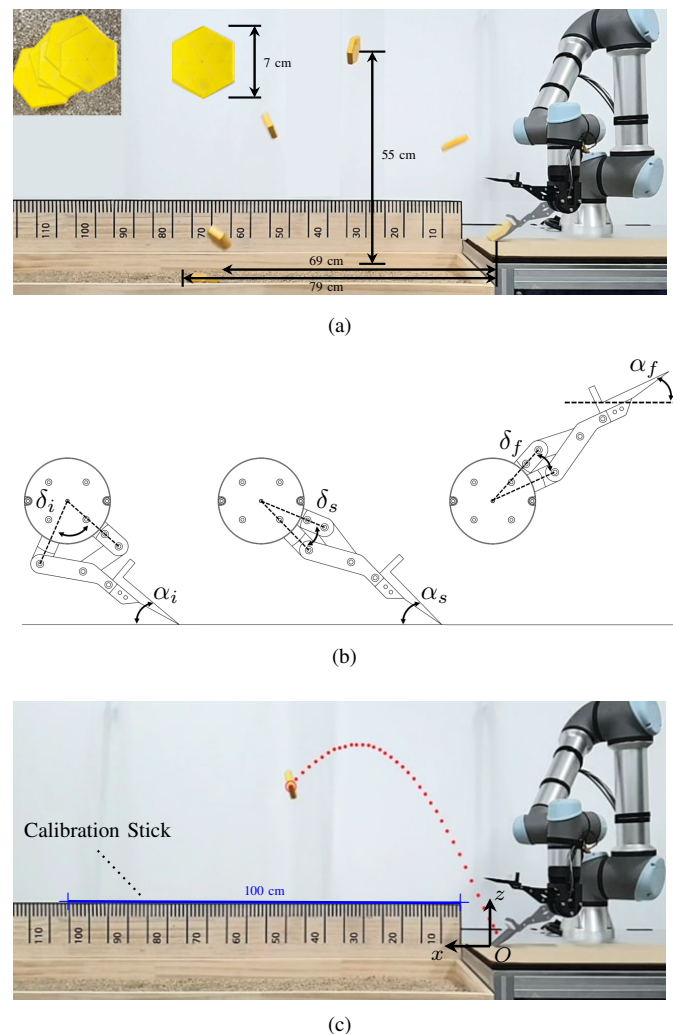 7 cm
55 cm
110
100
90
80
70
60
50
40
30
20
10
69 cm
79 cm
(a)
α_f
δ_f
δ_i
δ_s
α_i
α_s
(b)
Calibration Stick
100 cm
z
110
100
90
80
70
60
50
40
30
20
10
x
O
(c)